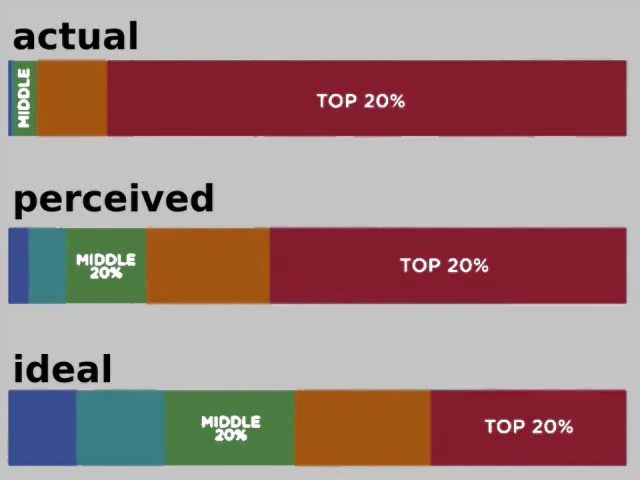 actual
MIDDLE
TOP 20%
perceived
MIDDLE
20%
TOP 20%
ideal
MIDDLE
20%
TOP 20%